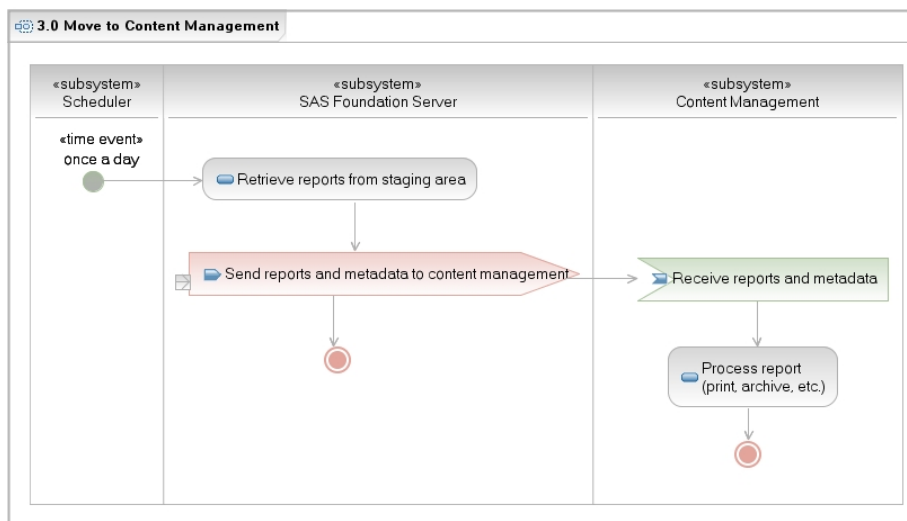 3.0 Move to Content Management
«subsystem»
Scheduler
«subsystem»
SAS Foundation Server
«subsystem»
Content Management
«time event»
once a day
Retrieve reports from staging area
Send reports and metadata to content management
Receive reports and metadata
Process report
(print, archive, etc.)